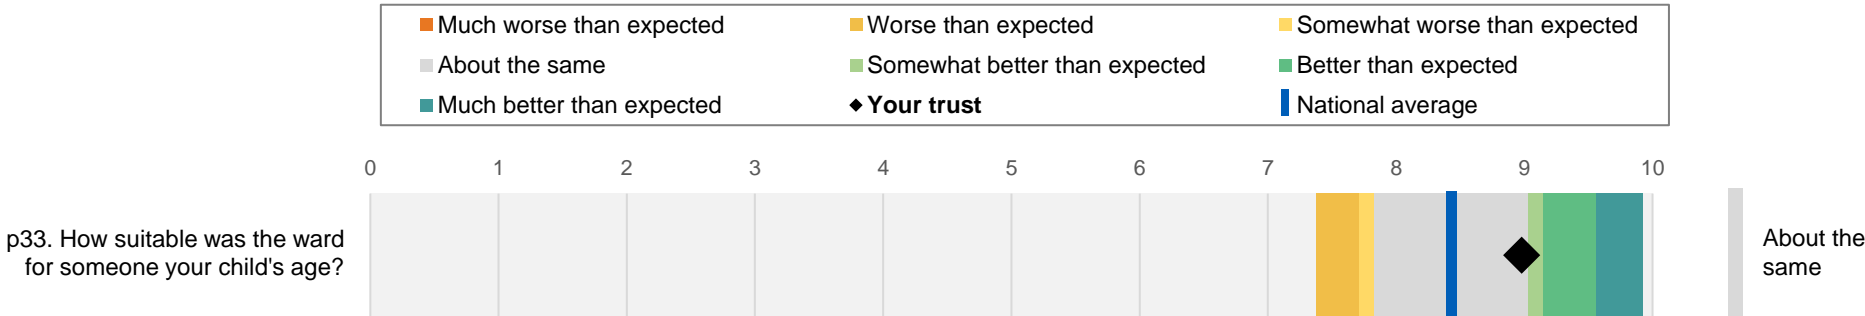 Much worse than expected Worse than expected Somewhat worse than expected
About the same Somewhat better than expected Better than expected
Much better than expected Your trust National average
0 1 2 3 4 5 6 7 8 9 10
p33. How suitable was the ward
for someone your child's age?
About the
same